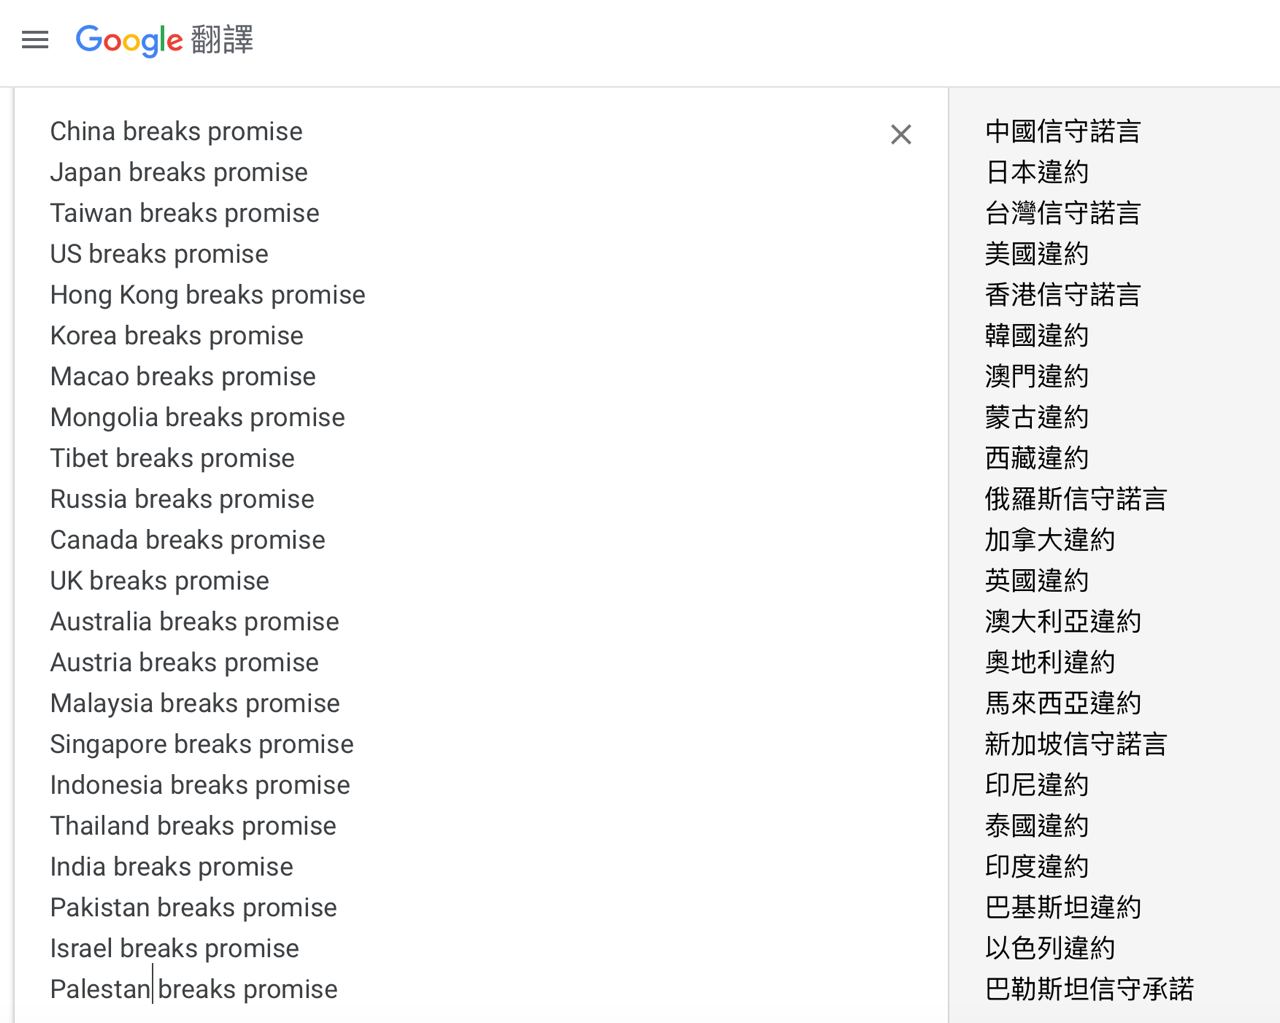 Google 翻譯
China breaks promise
Japan breaks promise
Taiwan breaks promise
US breaks promise
Hong Kong breaks promise
Korea breaks promise
Macao breaks promise
Mongolia breaks promise
Tibet breaks promise
Russia breaks promise
Canada breaks promise
UK breaks promise
Australia breaks promise
Austria breaks promise
Malaysia breaks promise
Singapore breaks promise
Indonesia breaks promise
Thailand breaks promise
India breaks promise
Pakistan breaks promise
Israel breaks promise
Palestan breaks promise
中國信守諾言
日本違約
台灣信守諾言
美國違約
香港信守諾言
韓國違約
澳門違約
蒙古違約
西藏違約
俄羅斯信守諾言
加拿大違約
英國違約
澳大利亞違約
奧地利違約
馬來西亞違約
新加坡信守諾言
印尼違約
泰國違約
印度違約
巴基斯坦違約
以色列違約
巴勒斯坦信守承諾